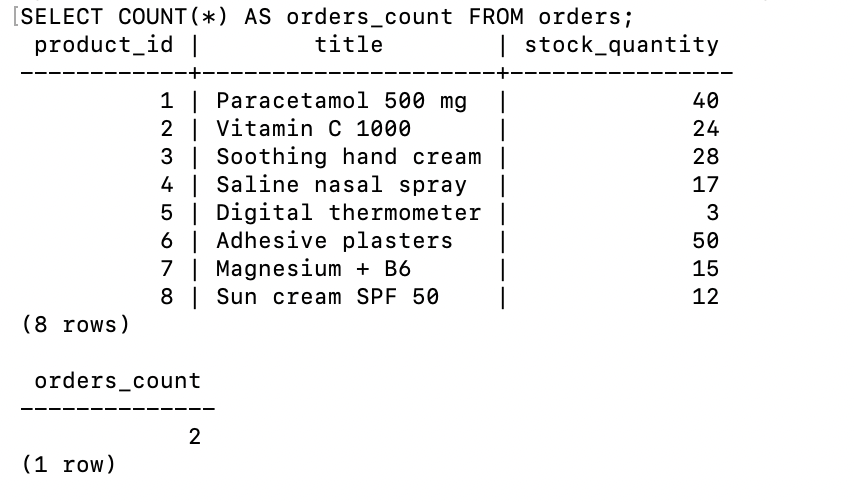 [SELECT COUNT(*) AS orders_count FROM orders;
 product_id |        title        | stock_quantity
------------+---------------------+----------------
          1 | Paracetamol 500 mg  |             40
          2 | Vitamin C 1000      |             24
          3 | Soothing hand cream |             28
          4 | Saline nasal spray  |             17
          5 | Digital thermometer |              3
          6 | Adhesive plasters   |             50
          7 | Magnesium + B6      |             15
          8 | Sun cream SPF 50    |             12
(8 rows)
 orders_count
--------------
            2
(1 row)